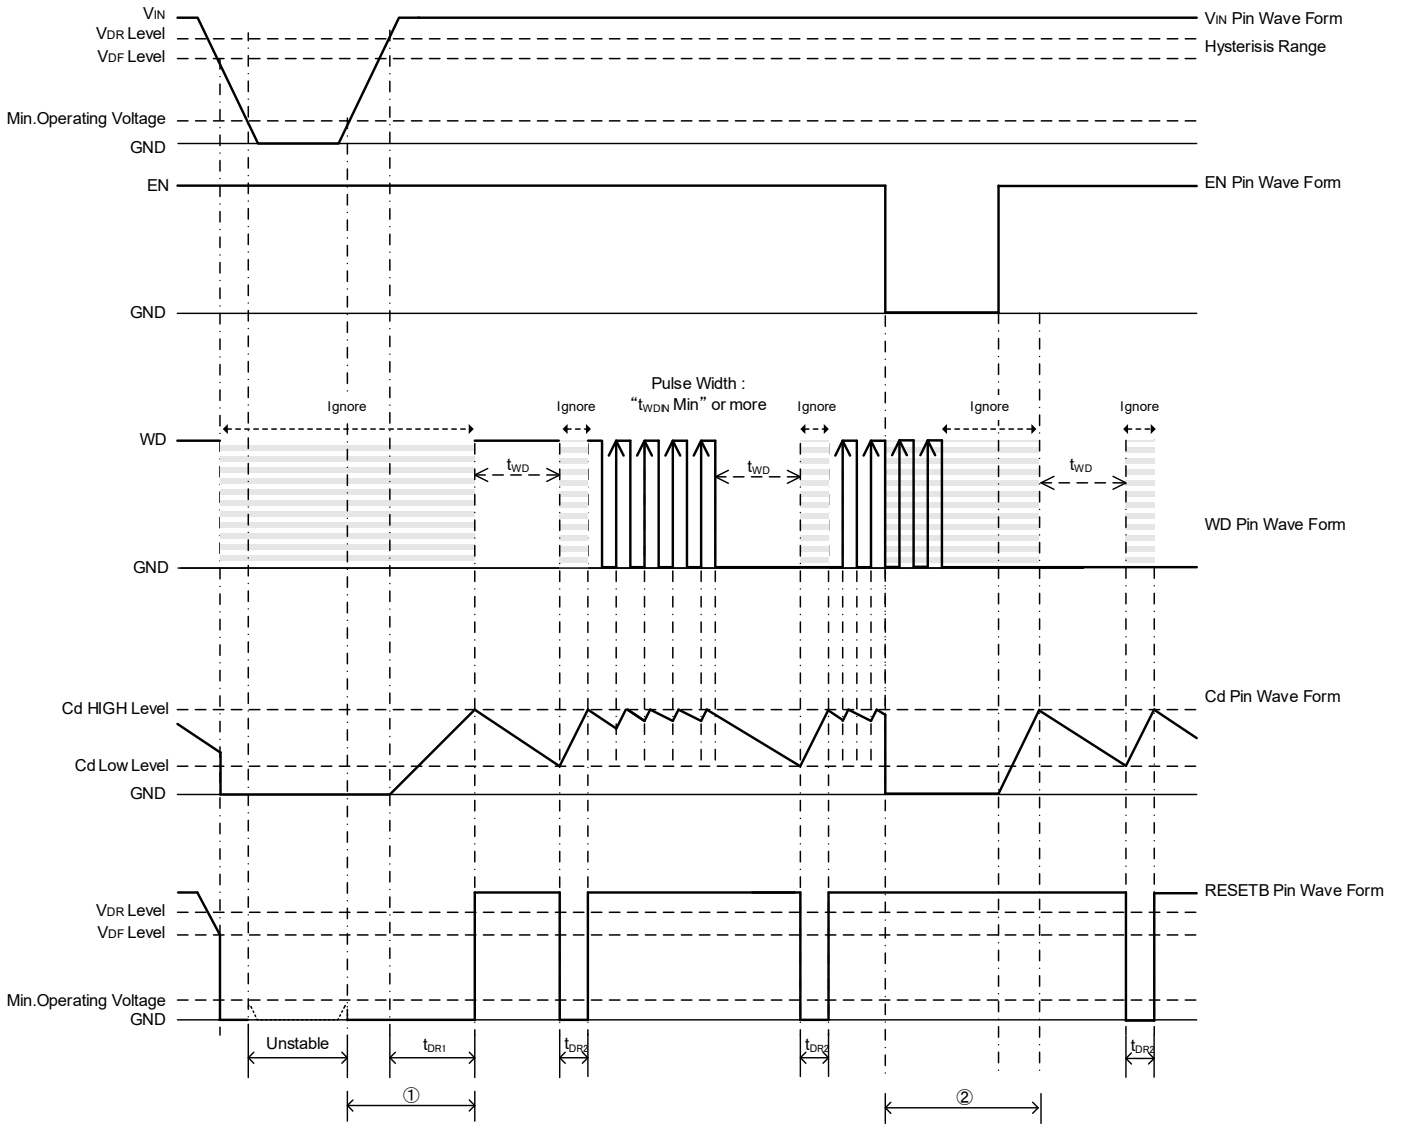 VIN
VIN Pin Wave Form
VDR Level
Hysterisis Range
VDF Level
Min.Operating Voltage
GND
EN
EN Pin Wave Form
GND
Pulse Width :
“tWDIN Min” or more
Ignore
Ignore
Ignore
Ignore
Ignore
WD
tWD
tWD
tWD
WD Pin Wave Form
GND
Cd Pin Wave Form
Cd HIGH Level
Cd Low Level
GND
RESETB Pin Wave Form
VDR Level
VDF Level
Min.Operating Voltage
GND
Unstable
tDR1
tDR2
tDR2
tDR2
①
②